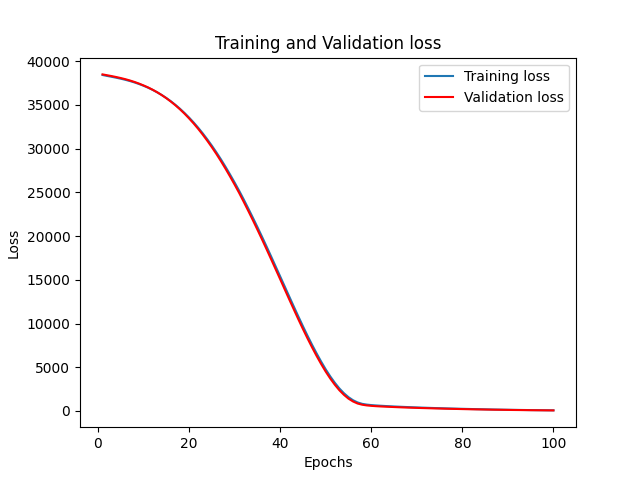 Training and Validation loss
Training loss
Validation loss
Loss
40000
35000
30000
25000
20000
15000
10000
5000
0
0 20 40 60 80 100
Epochs